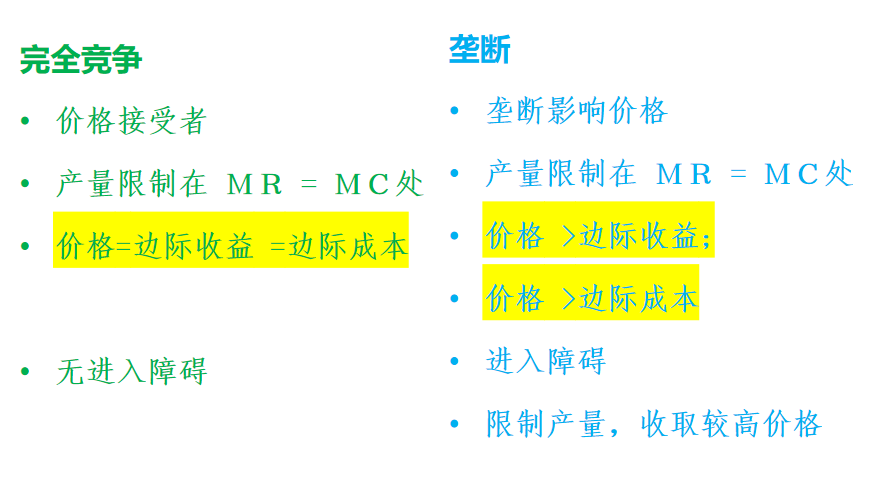 完全竞争
• 价格接受者
• 产量限制在 MR = MC处
• 价格=边际收益 =边际成本
• 无进入障碍
垄断
• 垄断影响价格
• 产量限制在 MR = MC处
• 价格 >边际收益;
• 价格 >边际成本
• 进入障碍
• 限制产量，收取较高价格